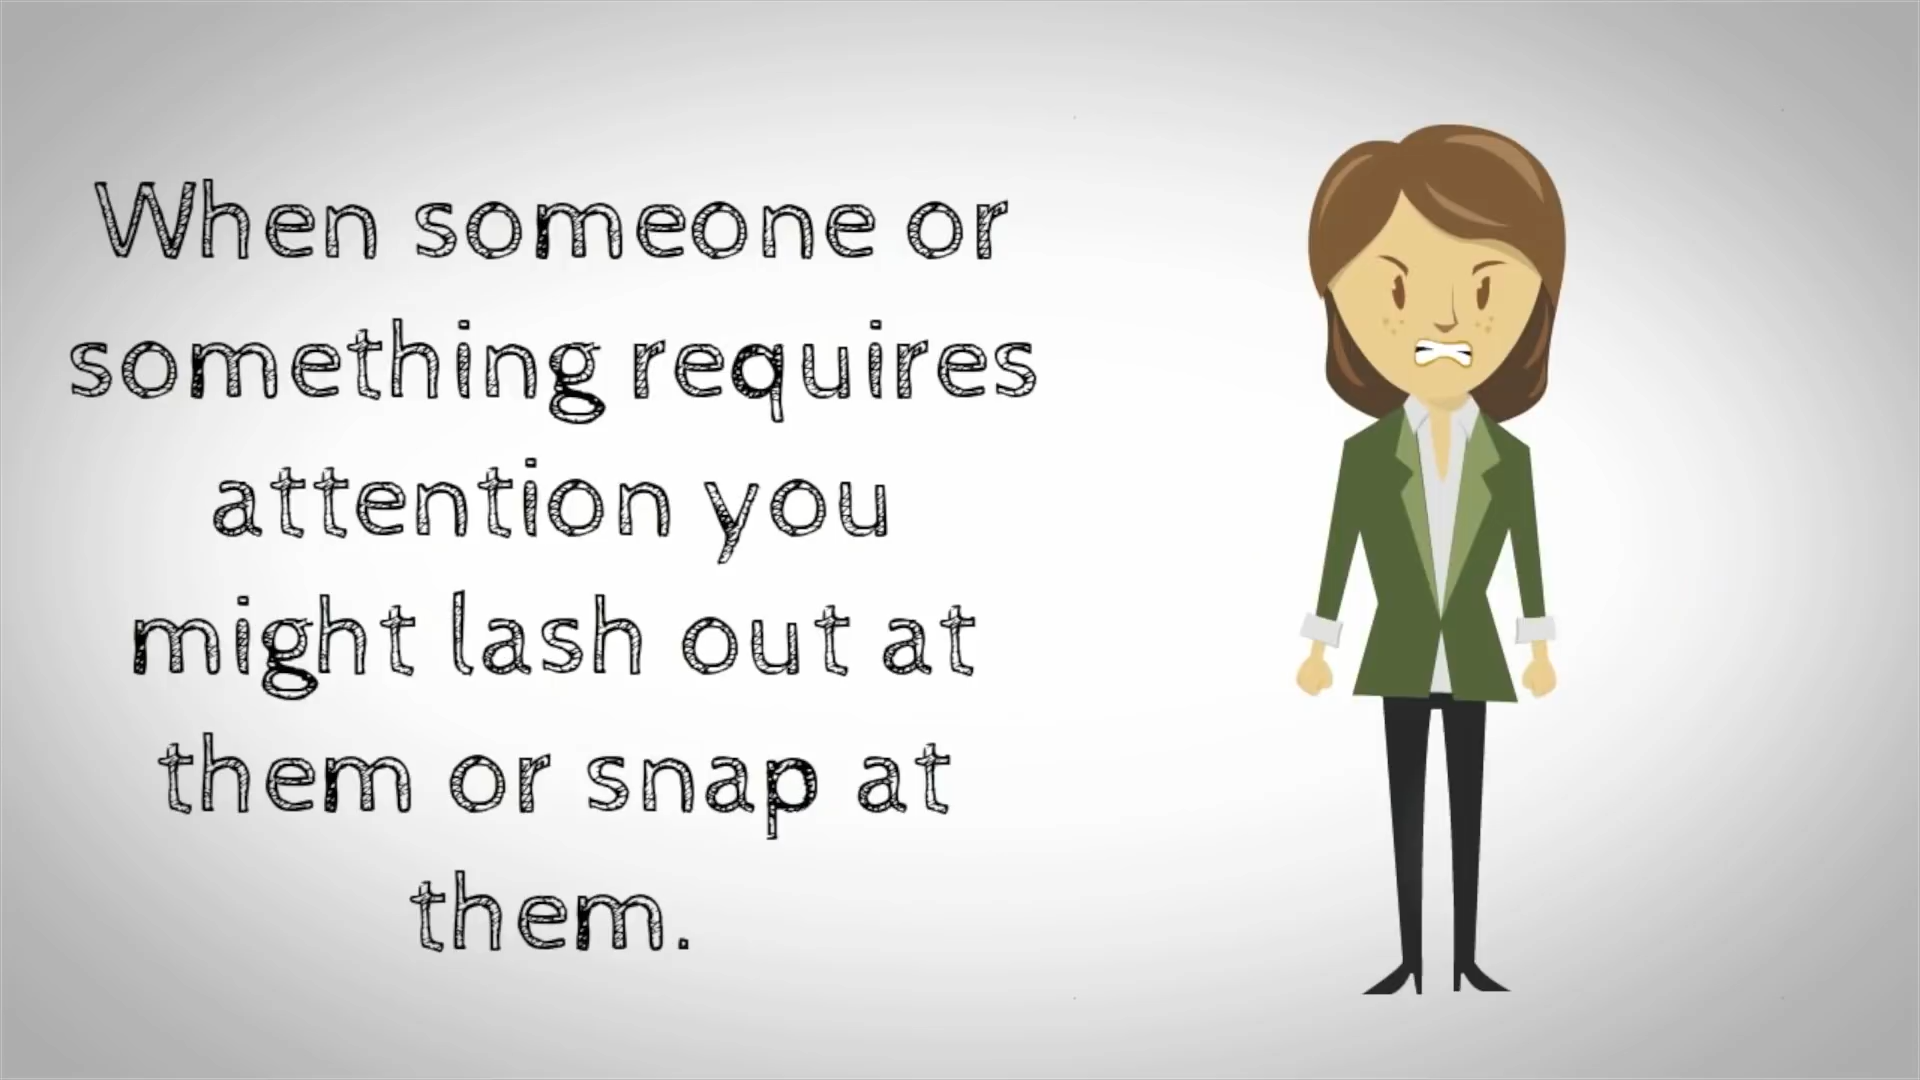 When someone or
something requires
attention you
might lash out at
them or snap at
them.